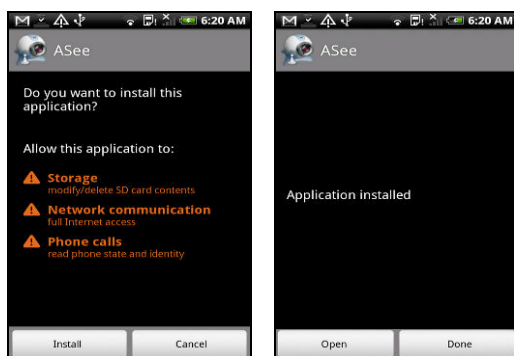 6:20 AM
ASee
Do you want to install this
application?
Allow this application to:
Storage
modify/delete SD card contents
Network communication
full Internet access
Phone calls
read phone state and identity
Install
Cancel
6:20 AM
ASee
Application installed
Open
Done